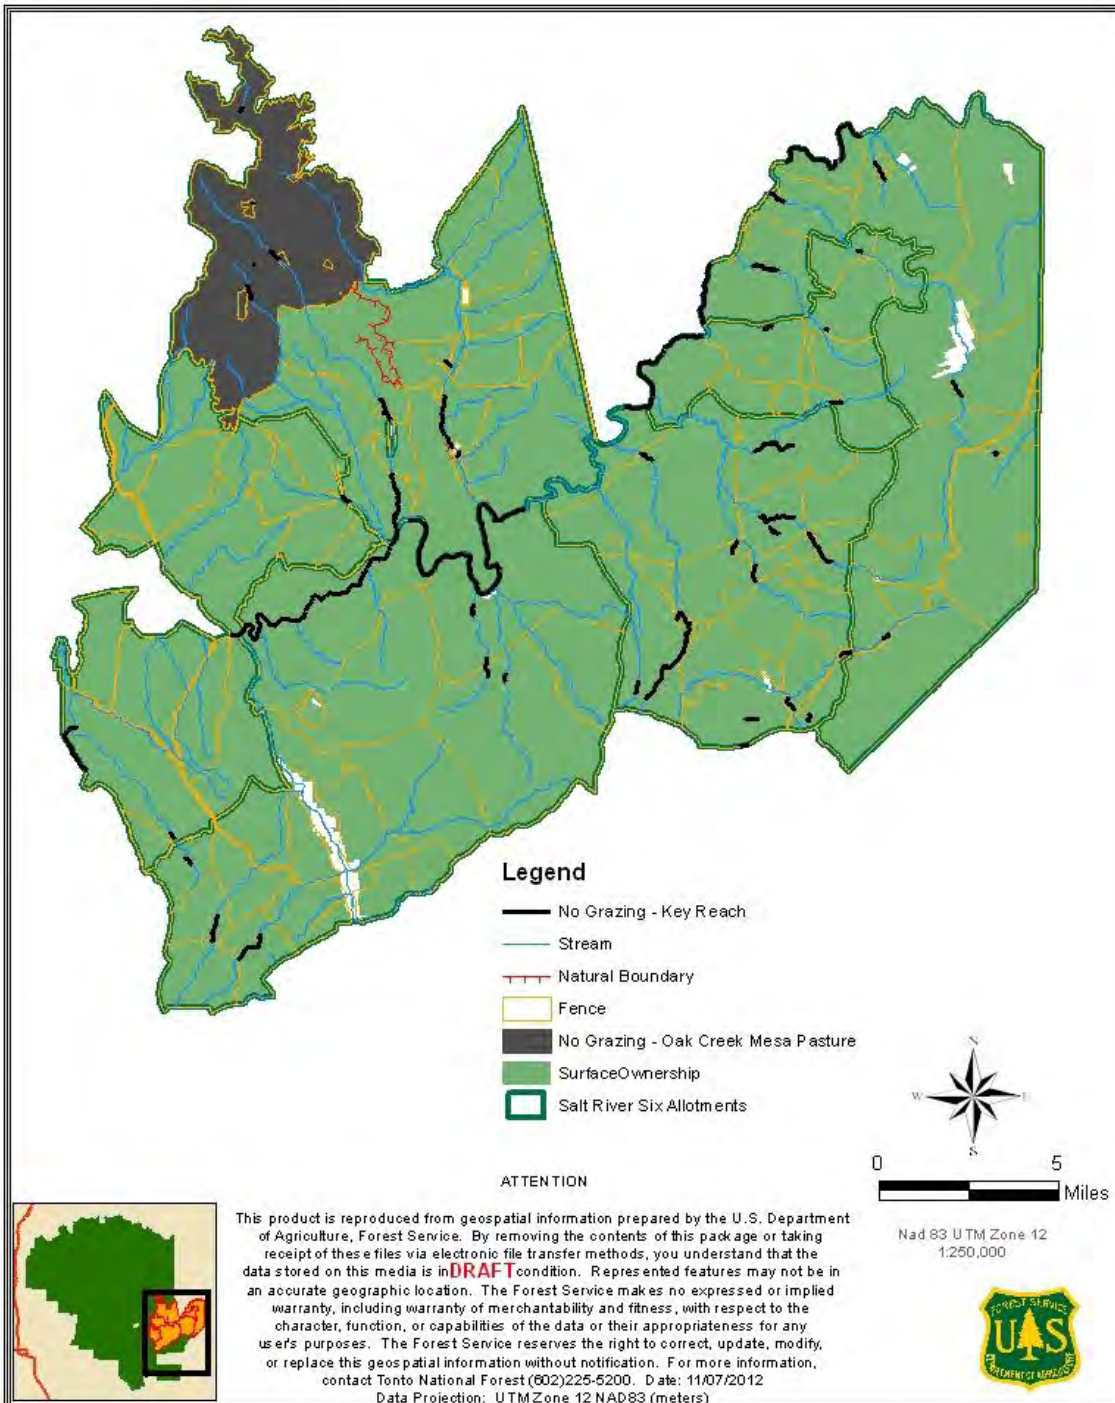 Legend
No Grazing - Key Reach
Stream
Natural Boundary
Fence
No Grazing - Oak Creek Mesa Pasture
SurfaceOwnership
Salt River Six Allotments
N
W
E
S
0 5
Miles
Nad 83 UTM Zone 12
1:250,000
ATTENTION
This product is reproduced from geospatial information prepared by the U.S. Department
of Agriculture, Forest Service. By removing the contents of this package or taking
receipt of these files via electronic file transfer methods, you understand that the
data stored on this media is in DRAFT condition. Represented features may not be in
an accurate geographic location. The Forest Service makes no expressed or implied
warranty, including warranty of merchantability and fitness, with respect to the
character, function, or capabilities of the data or their appropriateness for any
user's purposes. The Forest Service reserves the right to correct, update, modify,
or replace this geospatial information without notification. For more information,
contact Tonto National Forest (602)225-5200. Date: 11/07/2012
Data Projection: UTM Zone 12 NAD83 (meters)
FOREST SERVICE
U S
DEPARTMENT OF AGRICULTURE